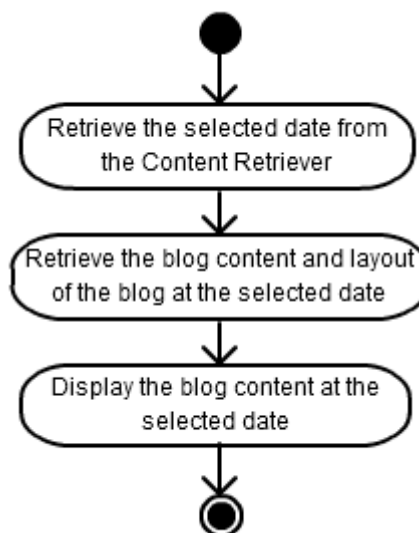 Retrieve the selected date from
the Content Retriever
Retrieve the blog content and layout
of the blog at the selected date
Display the blog content at the
selected date